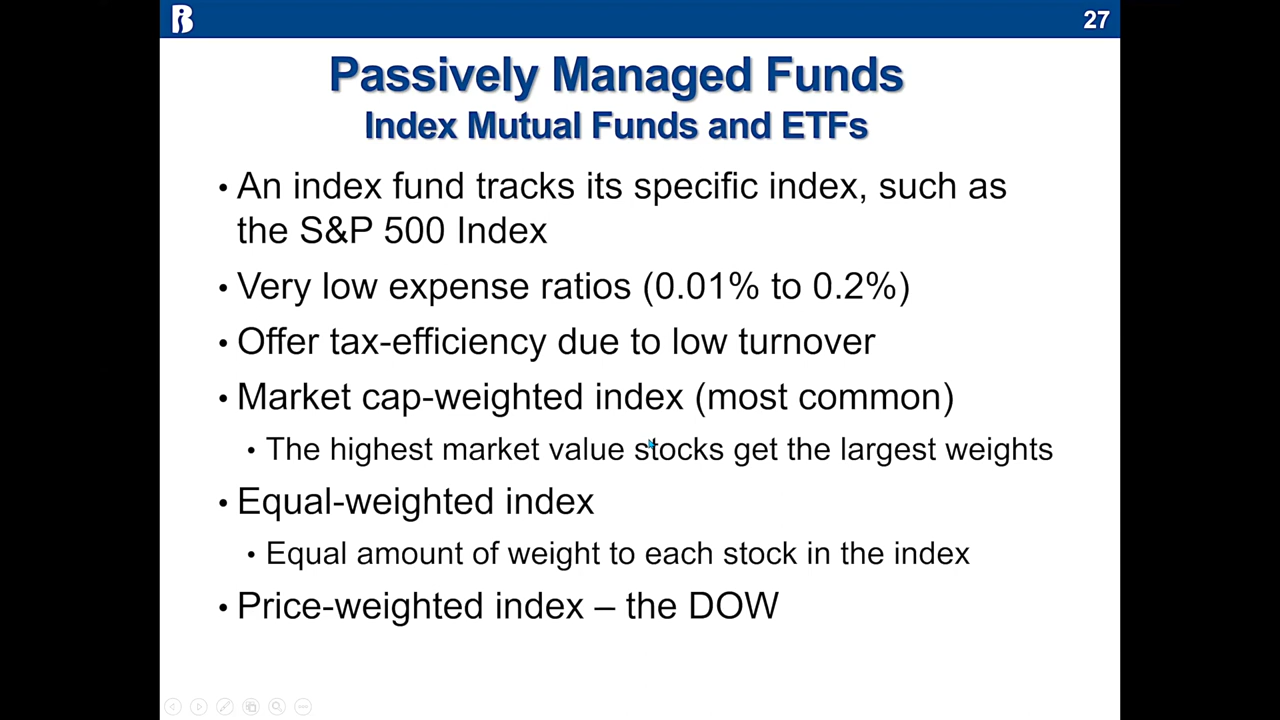 27
Passively Managed Funds
Index Mutual Funds and ETFs
• An index fund tracks its specific index, such as
the S&P 500 Index
• Very low expense ratios (0.01% to 0.2%)
• Offer tax-efficiency due to low turnover
• Market cap-weighted index (most common)
• The highest market value stocks get the largest weights
• Equal-weighted index
• Equal amount of weight to each stock in the index
• Price-weighted index – the DOW